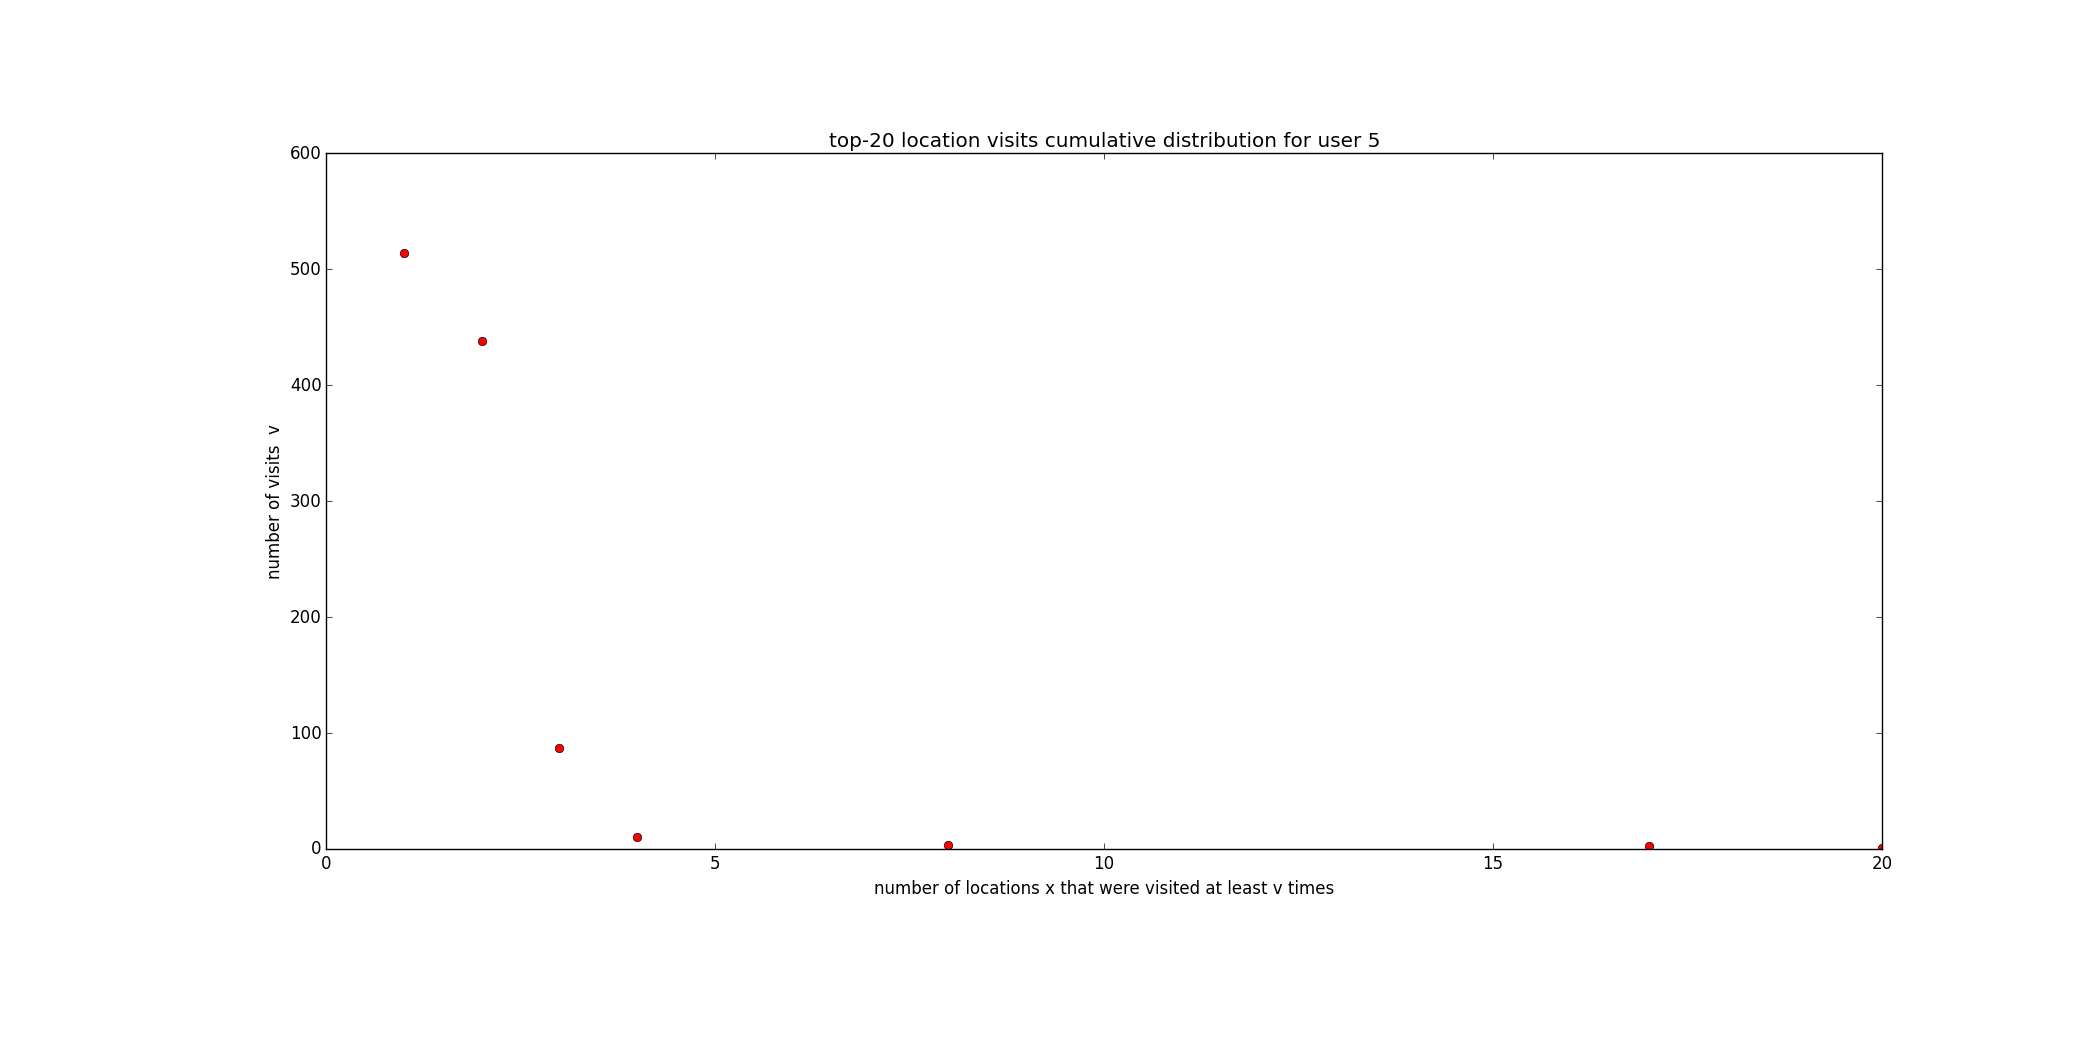 top-20 location visits cumulative distribution for user 5
600
500
400
300
200
100
0
number of visits  v
0 5 10 15 20
number of locations x that were visited at least v times